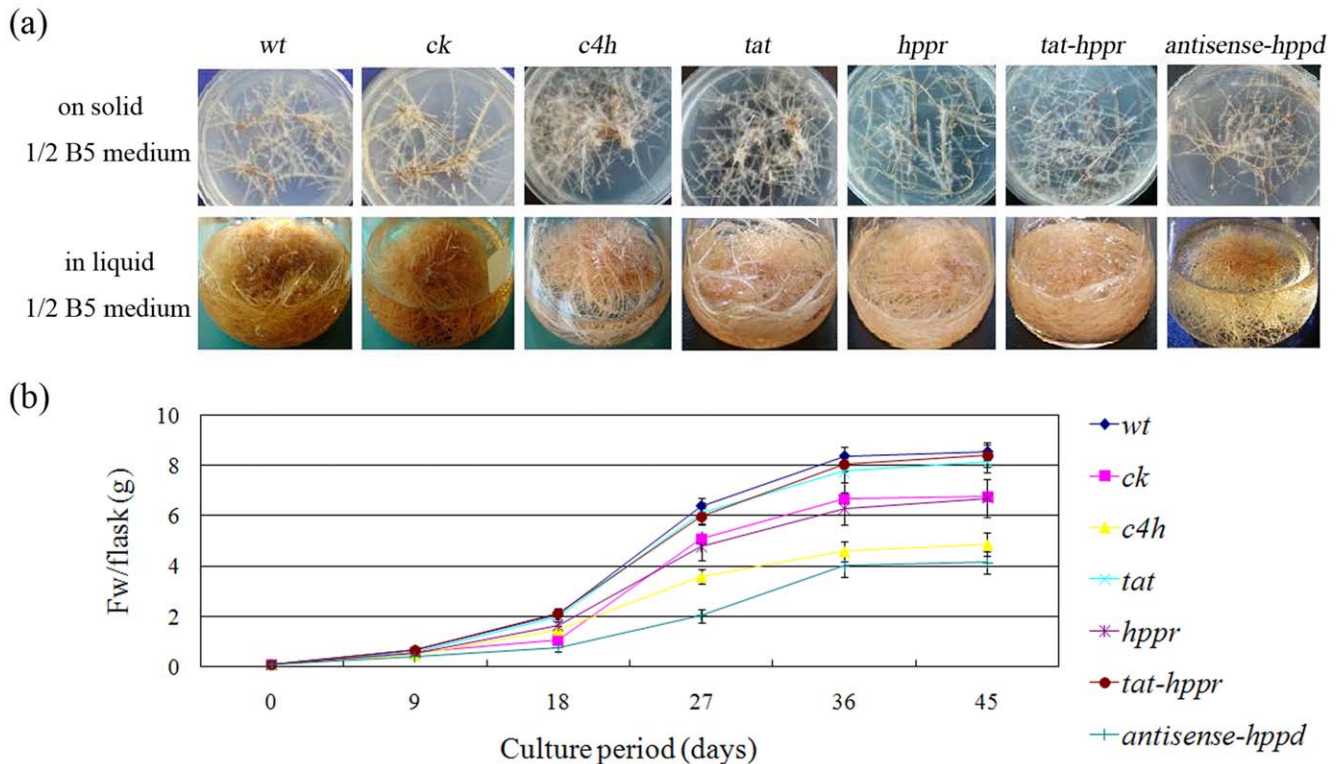 (a)
wt ck c4h tat hppr tat-hppr antisense-hppd
on solid
1/2 B5 medium
in liquid
1/2 B5 medium
(b)
10
8
6
4
2
0
Fw/flask (g)
0 9 18 27 36 45
Culture period (days)
wt
ck
c4h
tat
hppr
tat-hppr
antisense-hppd